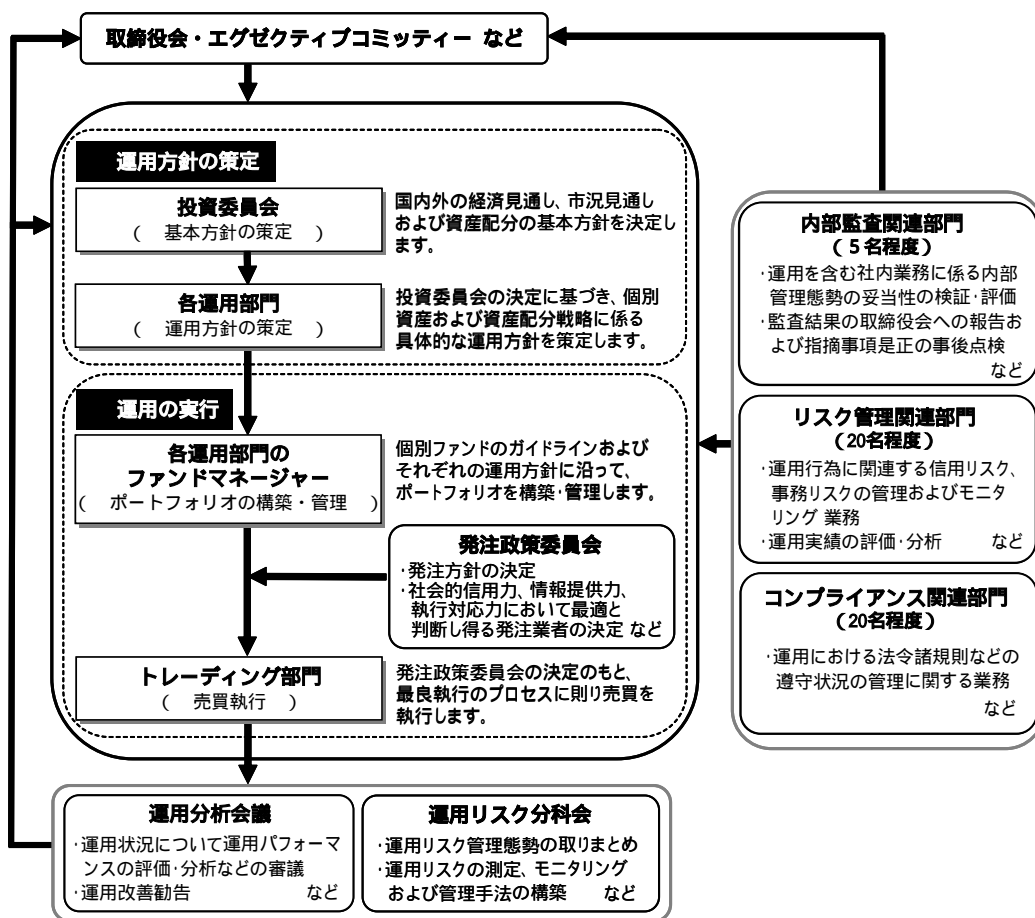 取締役会・エグゼクティブコミッティー など
運用方針の策定
投資委員会
( 基本方針の策定 )
国内外の経済見通し、市況見通し
および資産配分の基本方針を決定し
ます。
各運用部門
( 運用方針の策定 )
投資委員会の決定に基づき、個別
資産および資産配分戦略に係る
具体的な運用方針を策定します。
運用の実行
各運用部門の
ファンドマネージャー
( ポートフォリオの構築・管理 )
個別ファンドのガイドラインおよび
それぞれの運用方針に沿って、
ポートフォリオを構築・管理します。
発注政策委員会
・発注方針の決定
・社会的信用力、情報提供力、
執行対応力において最適と
判断し得る発注業者の決定 など
トレーディング部門
( 売買執行 )
発注政策委員会の決定のもと、
最良執行のプロセスに則り売買を
執行します。
内部監査関連部門
(5名程度)
・運用を含む社内業務に係る内部
管理態勢の妥当性の検証・評価
・監査結果の取締役会への報告お
よび指摘事項是正の事後点検
など
リスク管理関連部門
(20名程度)
・運用行為に関連する信用リスク、
事務リスクの管理およびモニタ
リング 業務
・運用実績の評価・分析 など
コンプライアンス関連部門
(20名程度)
・運用における法令諸規則などの
遵守状況の管理に関する業務
など
運用分析会議
・運用状況について運用パフォーマ
ンスの評価・分析などの審議
・運用改善勧告 など
運用リスク分科会
・運用リスク管理態勢の取りまとめ
・運用リスクの測定、モニタリング
および管理手法の構築 など